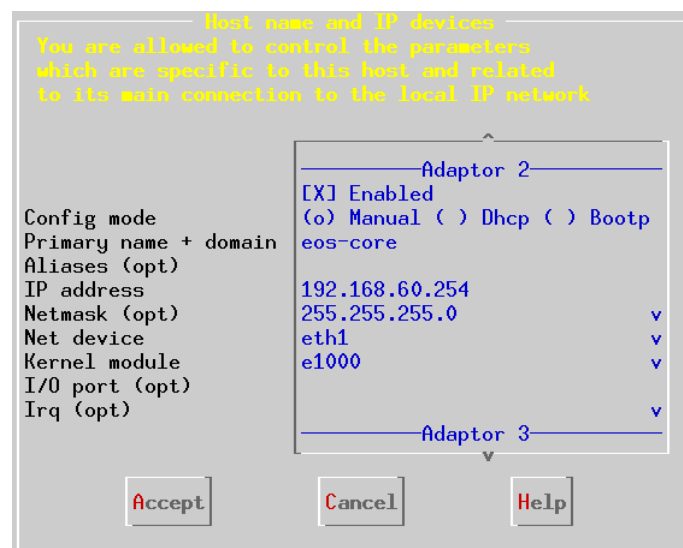 Host name and IP devices
You are allowed to control the parameters
which are specific to this host and related
to its main connection to the local IP network
Adaptor 2
[X] Enabled
Config mode (o) Manual ( ) Dhcp ( ) Bootp
Primary name + domain eos-core
Aliases (opt)
IP address 192.168.60.254
Netmask (opt) 255.255.255.0 v
Net device eth1 v
Kernel module e1000 v
I/O port (opt)
Irq (opt) v
Adaptor 3
Accept Cancel Help